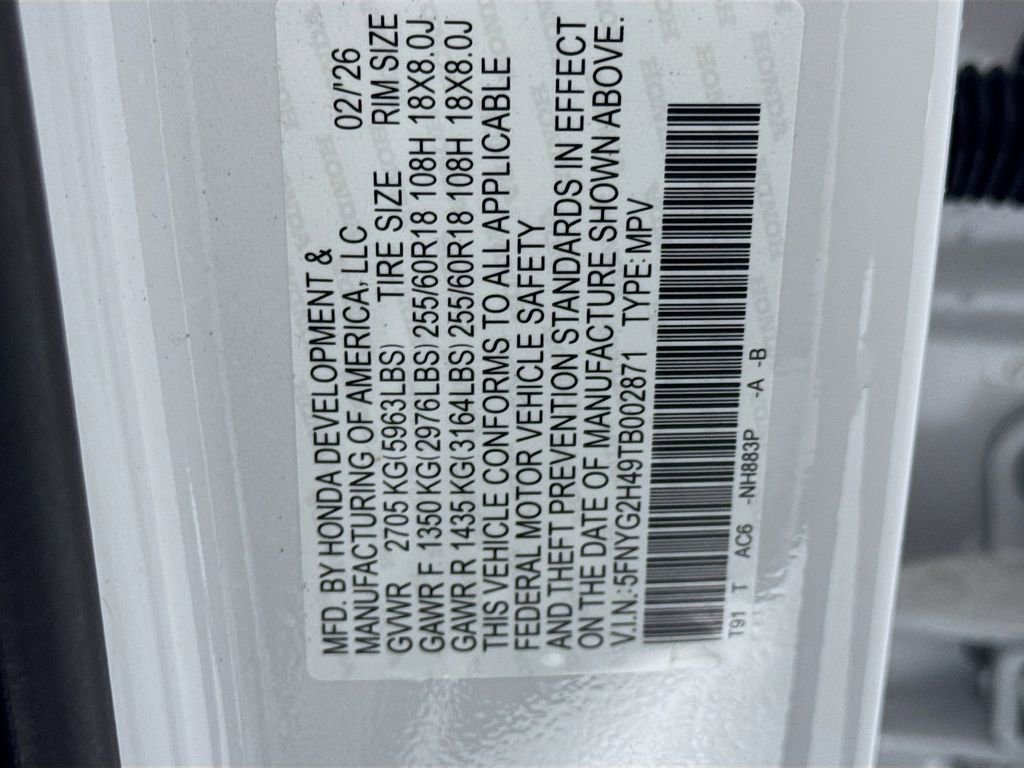 MFD. BY HONDA DEVELOPMENT &
MANUFACTURING OF AMERICA, LLC 02/'26
GVWR 2705 KG(5963LBS) TIRE SIZE RIM SIZE
GAWR F 1350 KG(2976LBS) 255/60R18 108H 18X8.0J
GAWR R 1435 KG(3164LBS) 255/60R18 108H 18X8.0J
THIS VEHICLE CONFORMS TO ALL APPLICABLE
FEDERAL MOTOR VEHICLE SAFETY
AND THEFT PREVENTION STANDARDS IN EFFECT
ON THE DATE OF MANUFACTURE SHOWN ABOVE.
V.I.N.:5FNYG2H49TB002871 TYPE: MPV
T91 T AC6 -NH883P -A -B